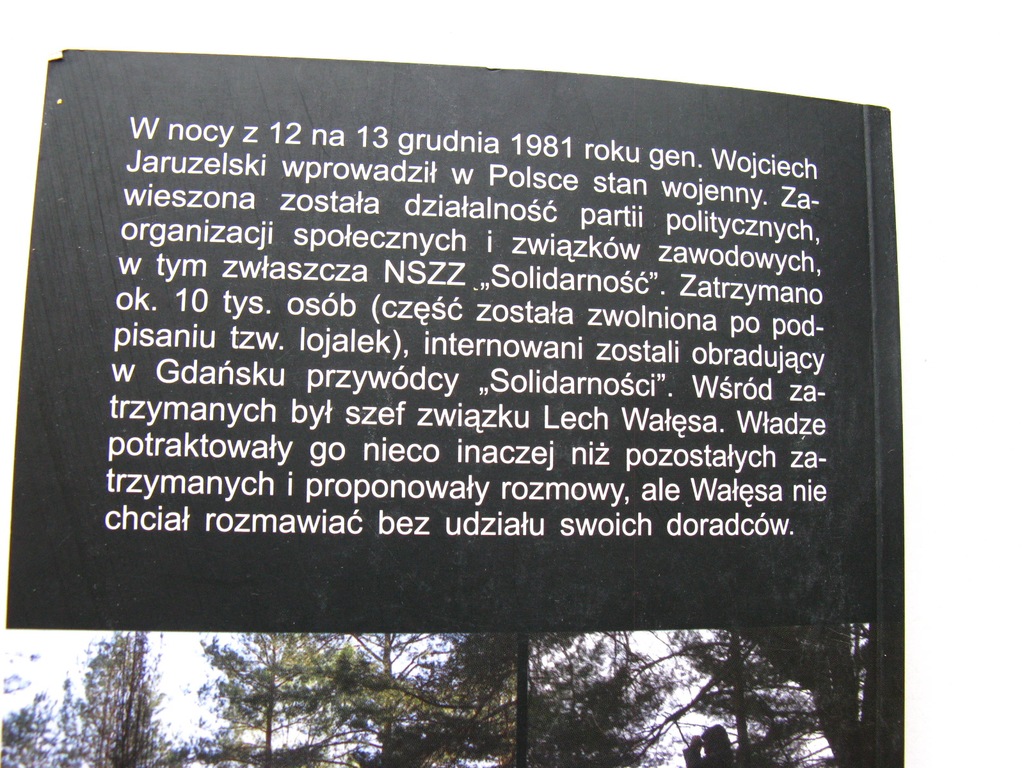 W nocy z 12 na 13 grudnia 1981 roku gen. Wojciech
Jaruzelski wprowadził w Polsce stan wojenny. Za-
wieszona została działalność partii politycznych,
organizacji społecznych i związków zawodowych,
w tym zwłaszcza NSZZ „Solidarność”. Zatrzymano
ok. 10 tys. osób (część została zwolniona po pod-
pisaniu tzw. lojalek), internowani zostali obradujący
w Gdańsku przywódcy „Solidarności”. Wśród za-
trzymanych był szef związku Lech Wałęsa. Władze
potraktowały go nieco inaczej niż pozostałych za-
trzymanych i proponowały rozmowy, ale Wałęsa nie
chciał rozmawiać bez udziału swoich doradców.